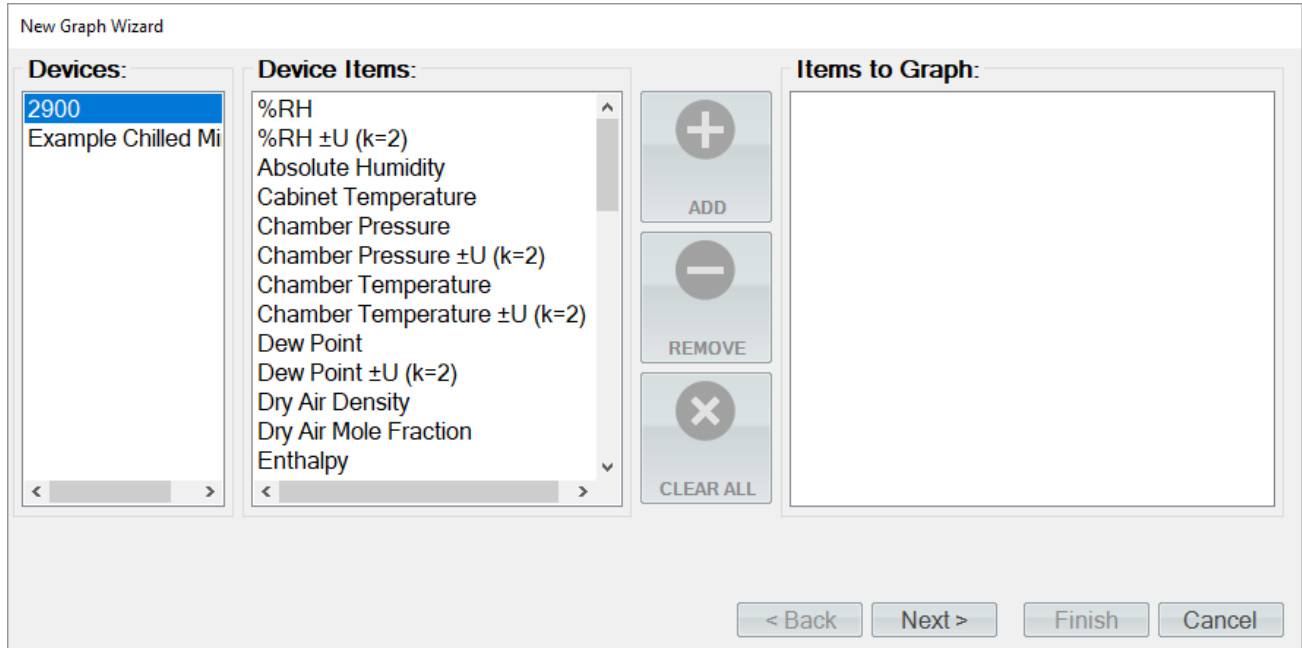 New Graph Wizard
Devices:
2900
Example Chilled Mi
Device Items:
%RH
%RH ±U (k=2)
Absolute Humidity
Cabinet Temperature
Chamber Pressure
Chamber Pressure ±U (k=2)
Chamber Temperature
Chamber Temperature ±U (k=2)
Dew Point
Dew Point ±U (k=2)
Dry Air Density
Dry Air Mole Fraction
Enthalpy
ADD
REMOVE
CLEAR ALL
Items to Graph:
< Back
Next >
Finish
Cancel